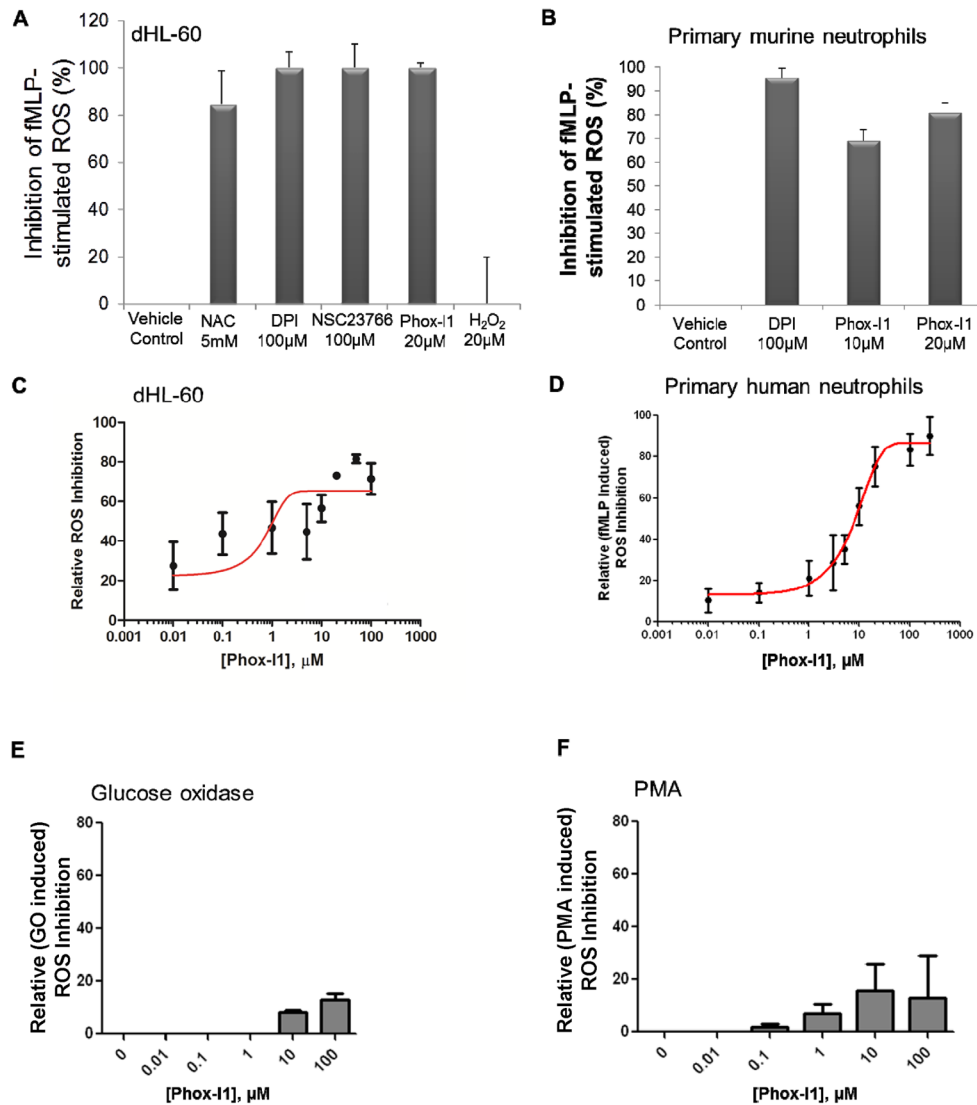 A
dHL-60
Inhibition of fMLP-
stimulated ROS (%)
120
100
80
60
40
20
0
Vehicle
Control
NAC
5mM
DPI
100µM
NSC23766
100µM
Phox-I1
20µM
H₂O₂
20µM
B
Primary murine neutrophils
Inhibition of fMLP-
stimulated ROS (%)
100
90
80
70
60
50
40
30
20
10
0
Vehicle
Control
DPI
100µM
Phox-I1
10µM
Phox-I1
20µM
C
dHL-60
Relative ROS Inhibition
100
80
60
40
20
0
0.001 0.01 0.1 1 10 100 1000
[Phox-I1], µM
D
Primary human neutrophils
Relative (fMLP Induced)
ROS Inhibition
100
80
60
40
20
0
0.001 0.01 0.1 1 10 100 1000
[Phox-I1], µM
E
Glucose oxidase
Relative (GO induced)
ROS Inhibition
80
60
40
20
0
0 0.01 0.1 1 10 100
[Phox-I1], µM
F
PMA
Relative (PMA induced)
ROS Inhibition
80
60
40
20
0
0 0.01 0.1 1 10 100
[Phox-I1], µM